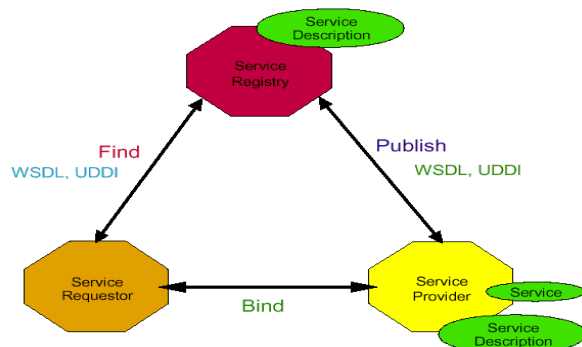 Service
Description
Service
Registry
Find
WSDL, UDDI
Publish
WSDL, UDDI
Service
Requestor
Bind
Service
Provider
Service
Service
Description